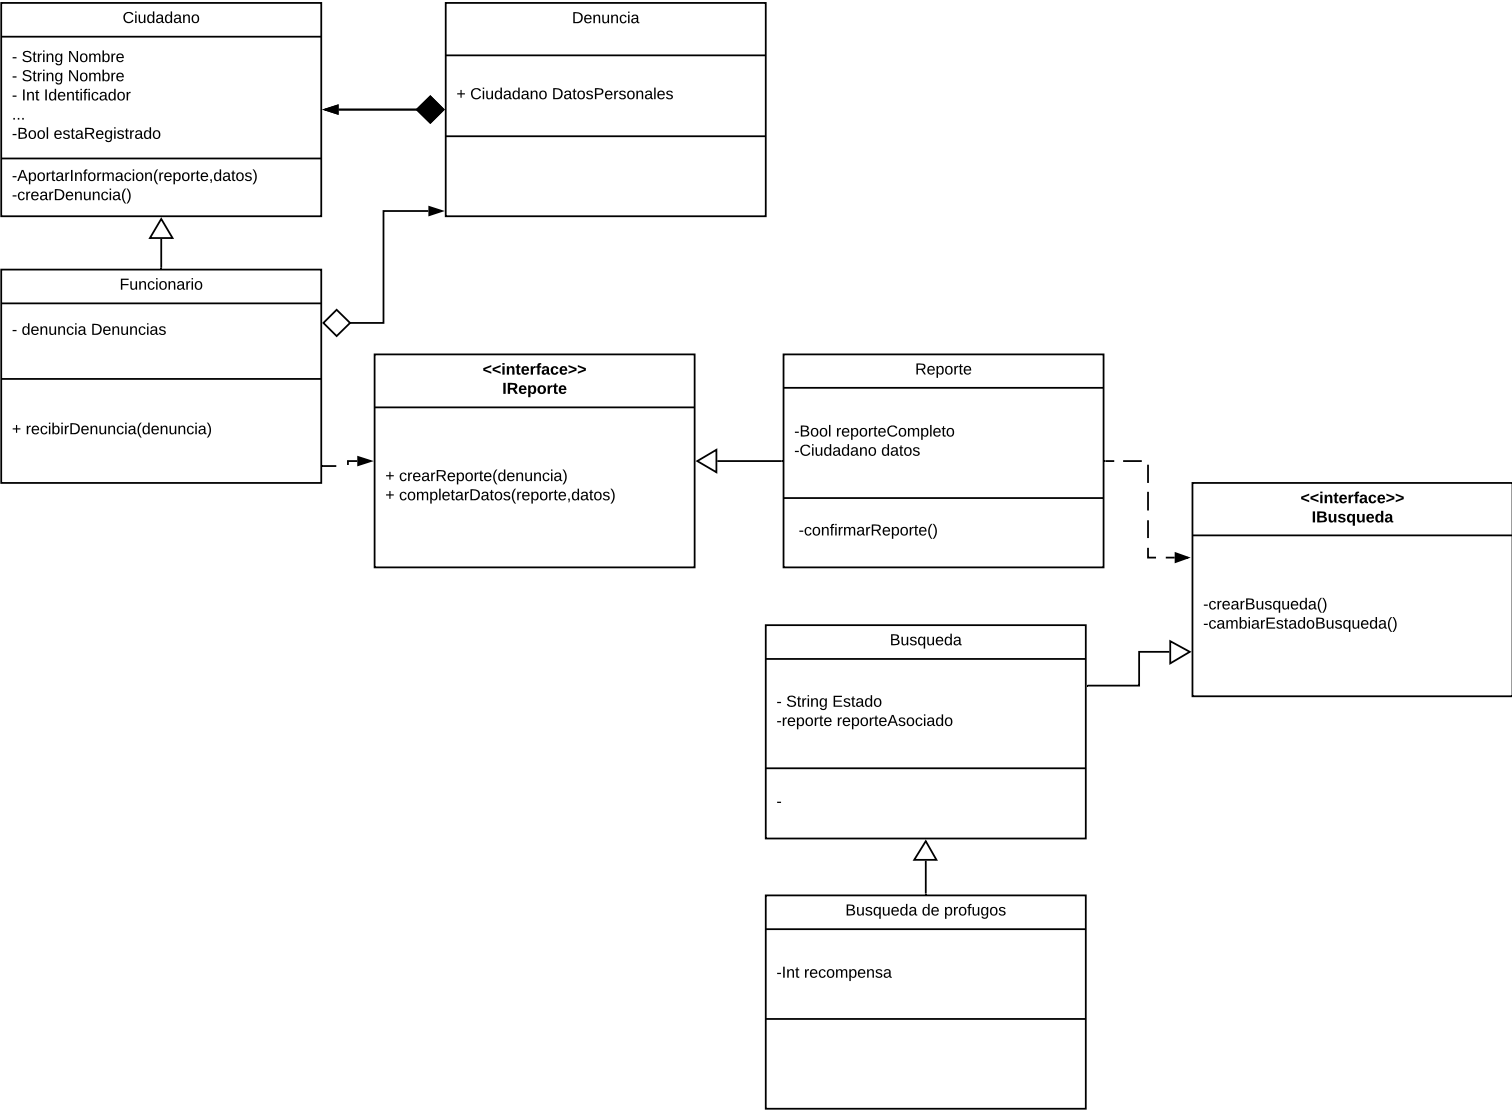 Ciudadano
- String Nombre
- String Nombre
- Int Identificador
...
-Bool estaRegistrado
-AportarInformacion(reporte,datos)
-crearDenuncia()
Denuncia
+ Ciudadano DatosPersonales
Funcionario
- denuncia Denuncias
+ recibirDenuncia(denuncia)
<<interface>>
IReporte
+ crearReporte(denuncia)
+ completarDatos(reporte,datos)
Reporte
-Bool reporteCompleto
-Ciudadano datos
-confirmarReporte()
<<interface>>
IBusqueda
-crearBusqueda()
-cambiarEstadoBusqueda()
Busqueda
- String Estado
-reporte reporteAsociado
-
Busqueda de profugos
-Int recompensa